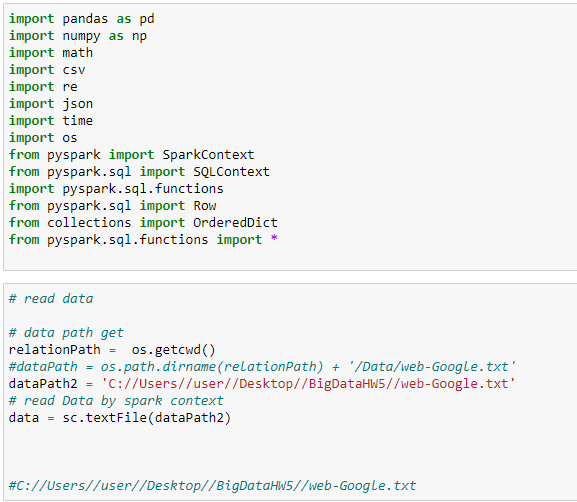 import pandas as pd
import numpy as np
import math
import csv
import re
import json
import time
import os
from pyspark import SparkContext
from pyspark.sql import SQLContext
import pyspark.sql.functions
from pyspark.sql import Row
from collections import OrderedDict
from pyspark.sql.functions import *
# read data
# data path get
relationPath =  os.getcwd()
#dataPath = os.path.dirname(relationPath) + '/Data/web-Google.txt'
dataPath2 = 'C://Users//user//Desktop//BigDataHW5//web-Google.txt'
# read Data by spark context
data = sc.textFile(dataPath2)
#C://Users//user//Desktop//BigDataHW5//web-Google.txt